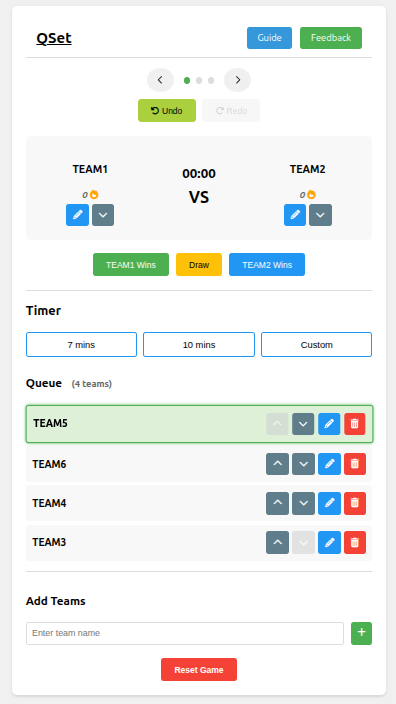 QSet
Guide
Feedback
Undo
Redo
TEAM1
00:00
TEAM2
0
VS
0
TEAM1 Wins
Draw
TEAM2 Wins
Timer
7 mins
10 mins
Custom
Queue (4 teams)
TEAM5
TEAM6
TEAM4
TEAM3
Add Teams
Enter team name
+
Reset Game